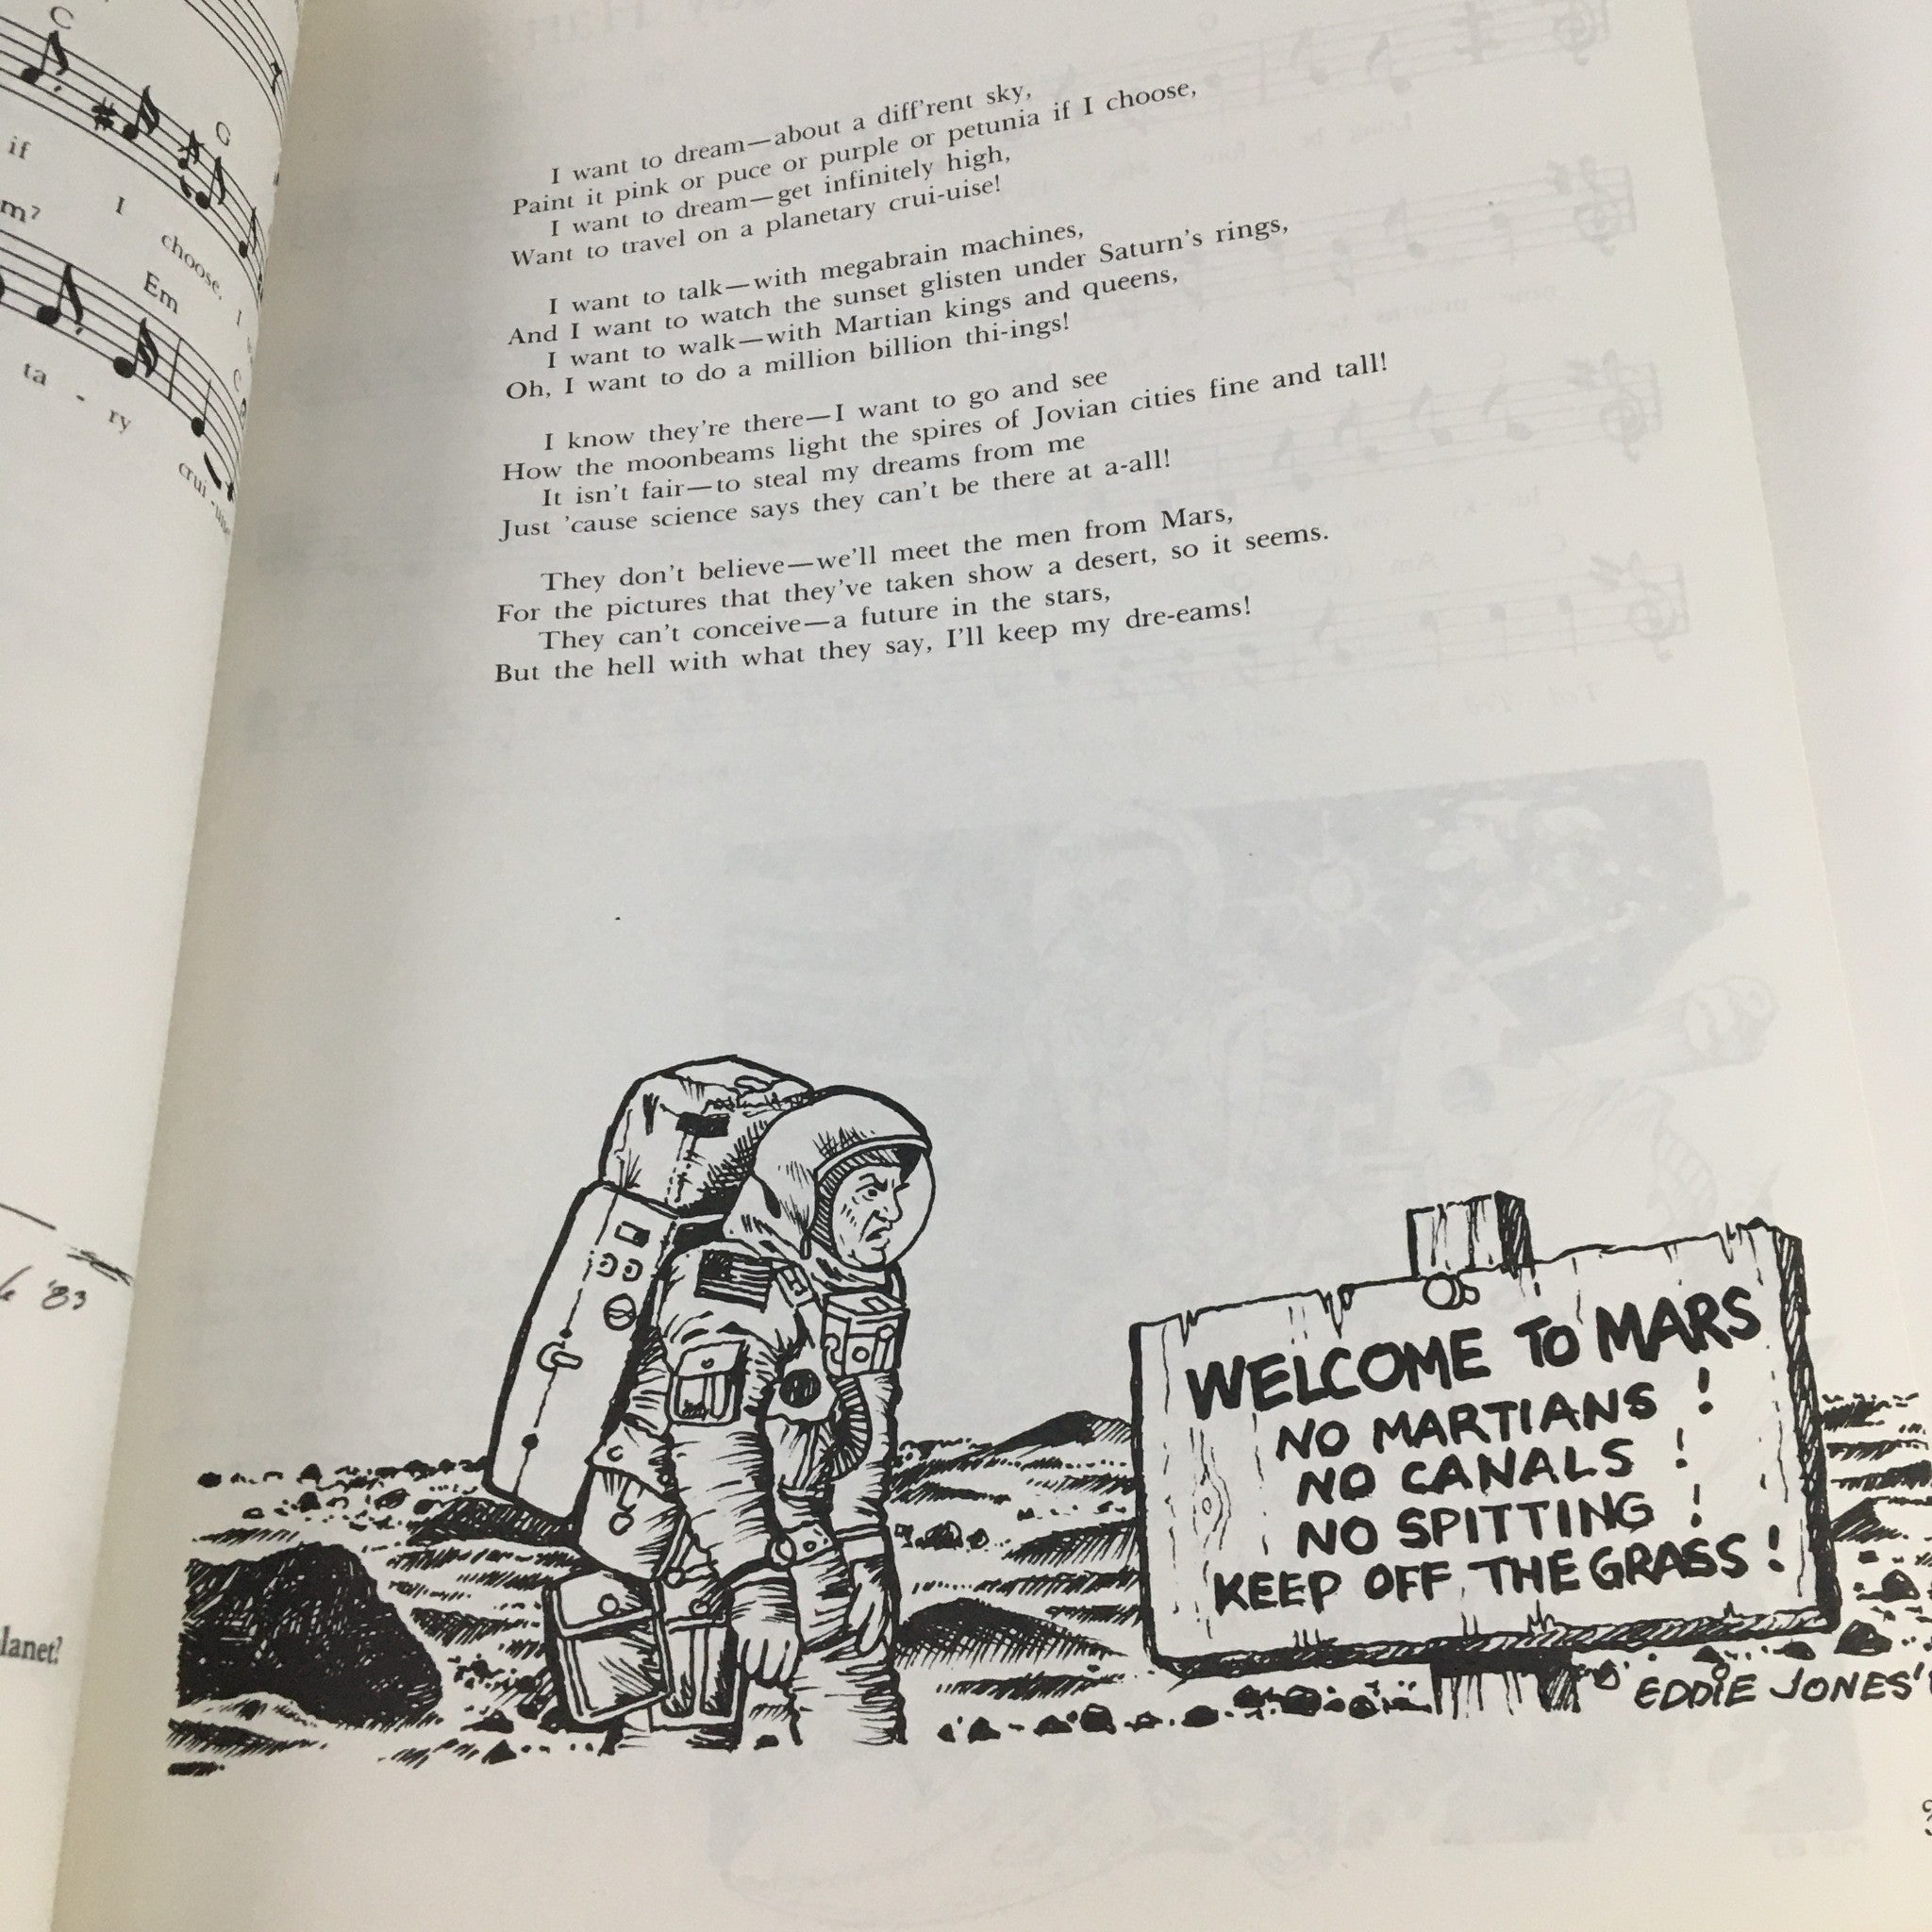 C
G
if
I
choose.
I
m7
Em
ta - ry
crui - uise
'83
lanet?
I want to dream—about a diff'rent sky,
Paint it pink or puce or purple or petunia if I choose,
I want to dream—get infinitely high,
Want to travel on a planetary crui-uise!
I want to talk—with megabrain machines,
And I want to watch the sunset glisten under Saturn's rings,
I want to walk—with Martian kings and queens,
Oh, I want to do a million billion thi-ings!
I know they're there—I want to go and see
How the moonbeams light the spires of Jovian cities fine and tall!
It isn't fair—to steal my dreams from me
Just 'cause science says they can't be there at a-all!
They don't believe—we'll meet the men from Mars,
For the pictures that they've taken show a desert, so it seems.
They can't conceive—a future in the stars,
But the hell with what they say, I'll keep my dre-eams!
WELCOME TO MARS
NO MARTIANS !
NO CANALS !
NO SPITTING !
KEEP OFF THE GRASS !
EDDIE JONES'